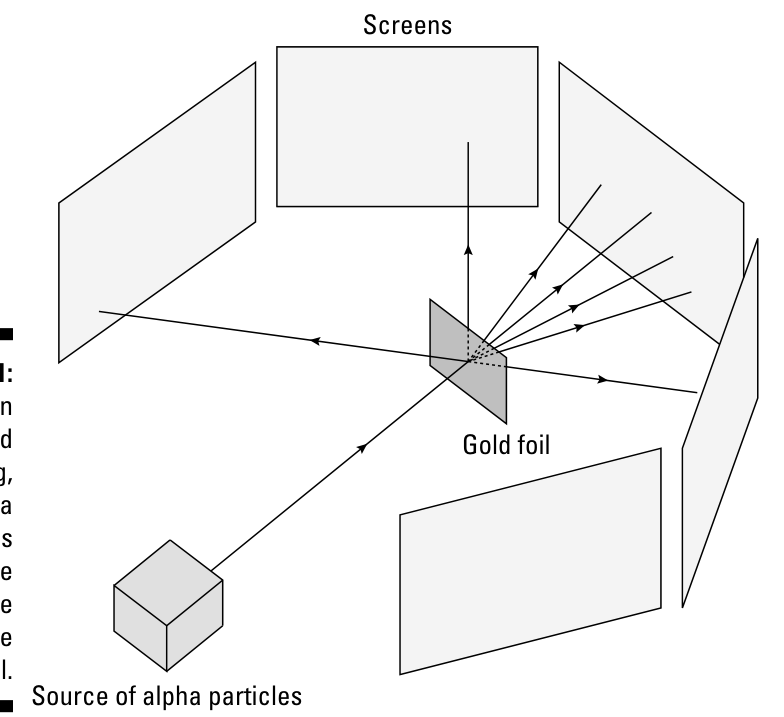 Screens
l:
n
d
g,
a
s
e
e
e
l.
Gold foil
Source of alpha particles